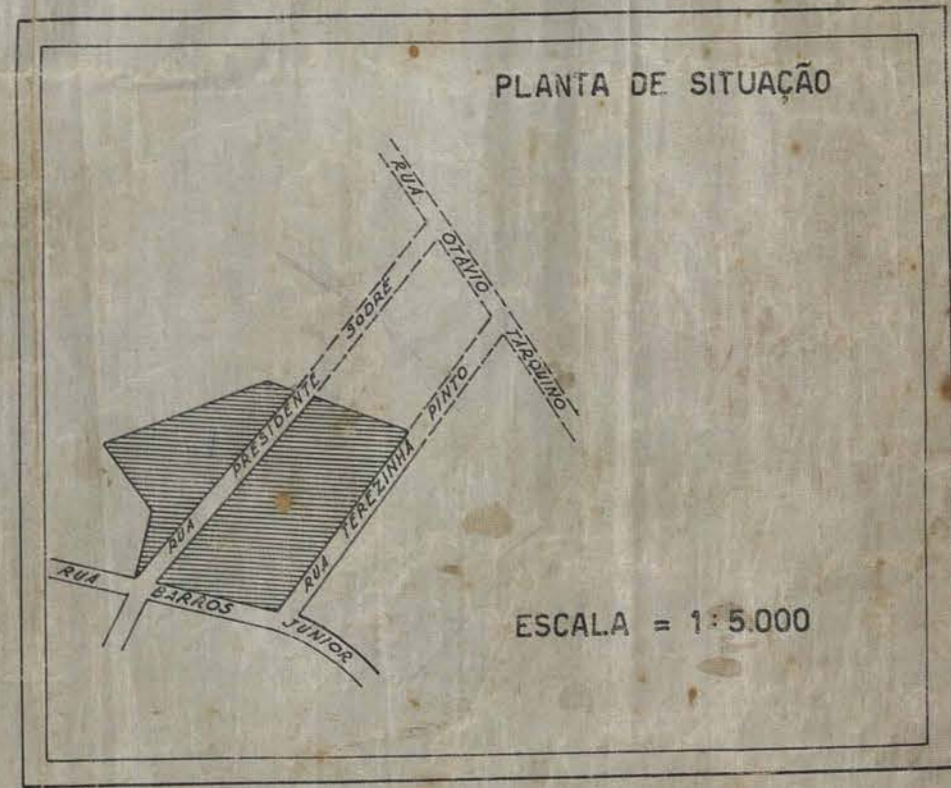 PLANTA DE SITUAÇÃO
RUA OTÁVIO TARQUINO
RUA PRESIDENTE SODRÉ
RUA TEREZINHA PINTO
RUA BARROS JUNIOR
ESCALA = 1:5.000